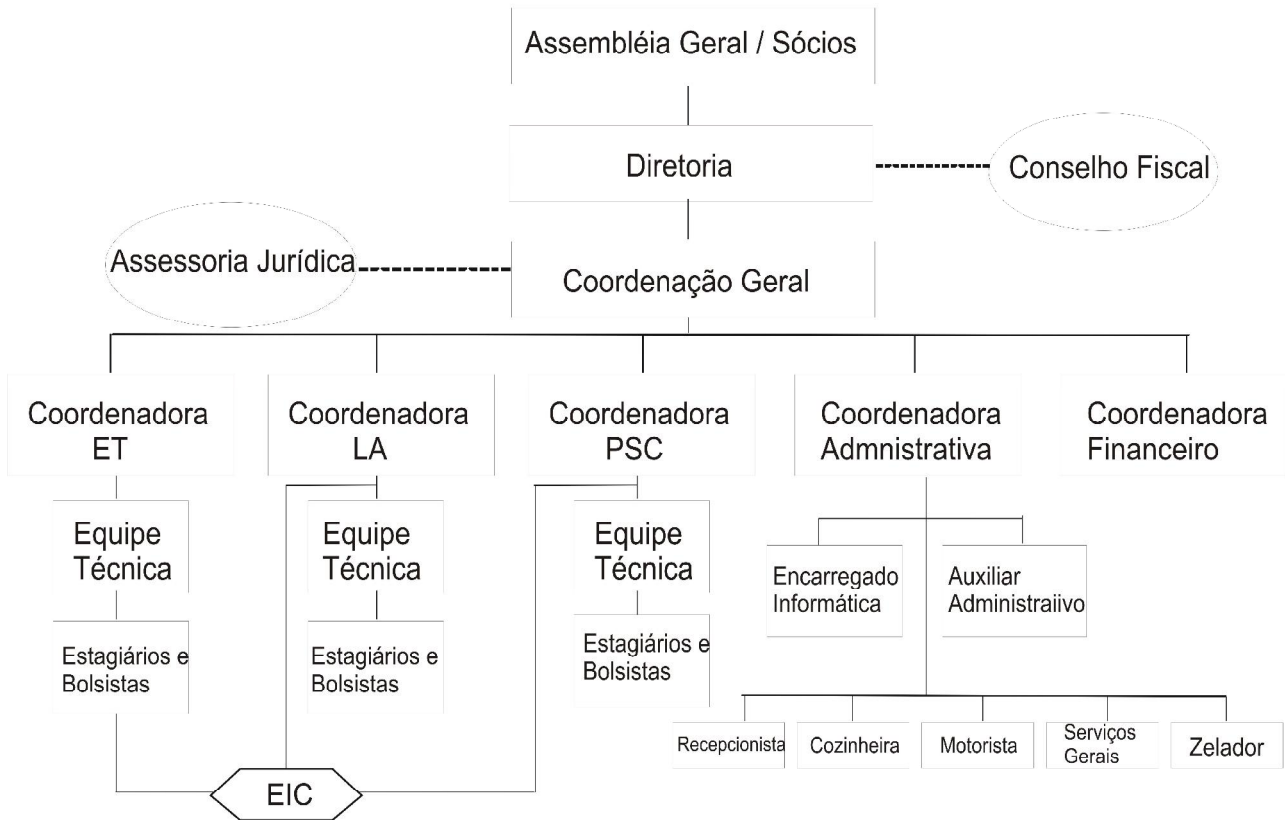 Assembléia Geral / Sócios
Diretoria
Conselho Fiscal
Assessoria Jurídica
Coordenação Geral
Coordenadora
ET
Coordenadora
LA
Coordenadora
PSC
Coordenadora
Admnistrativa
Coordenadora
Financeiro
Equipe
Técnica
Equipe
Técnica
Equipe
Técnica
Encarregado
Informática
Auxiliar
Administraiivo
Estagiários e
Bolsistas
Estagiários e
Bolsistas
Estagiários e
Bolsistas
Recepcionista
Cozinheira
Motorista
Serviços
Gerais
Zelador
EIC